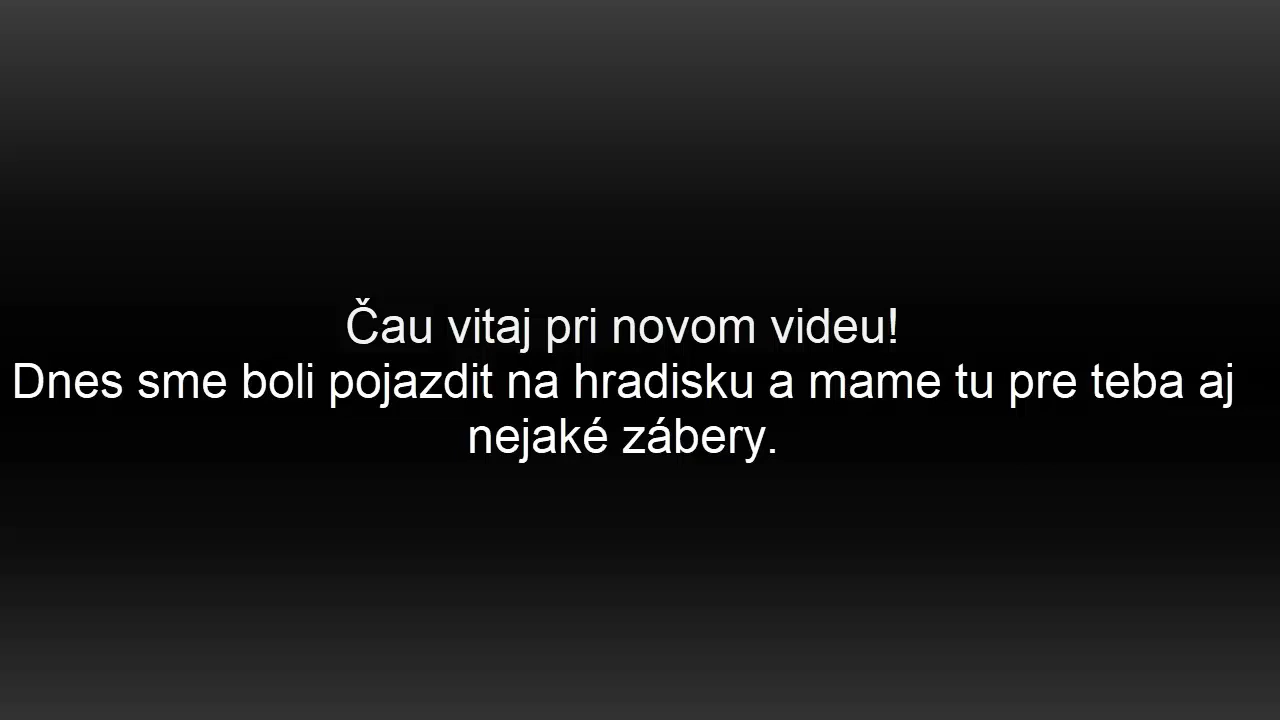 Čau vitaj pri novom videu!
Dnes sme boli pojazdit na hradisku a mame tu pre teba aj
nejaké zábery.